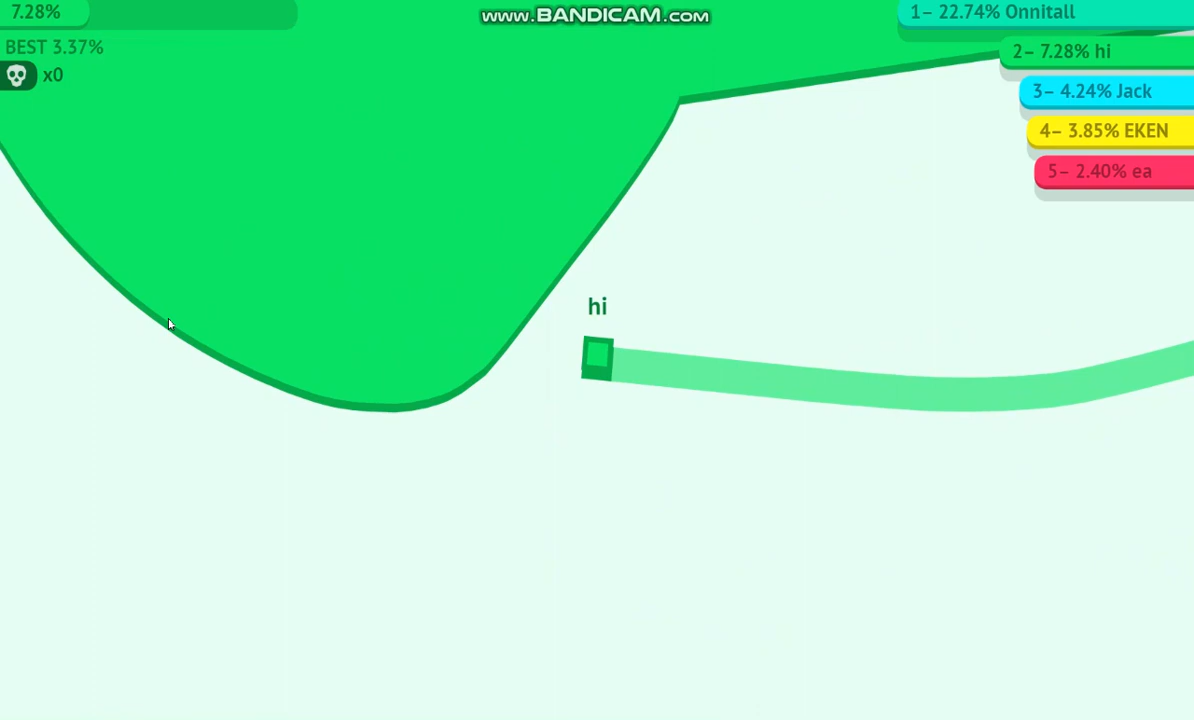 7.28%
www.BANDICAM.com
1– 22.74% Onnitall
BEST 3.37%
2– 7.28% hi
x0
3– 4.24% Jack
4– 3.85% EKEN
5– 2.40% ea
hi